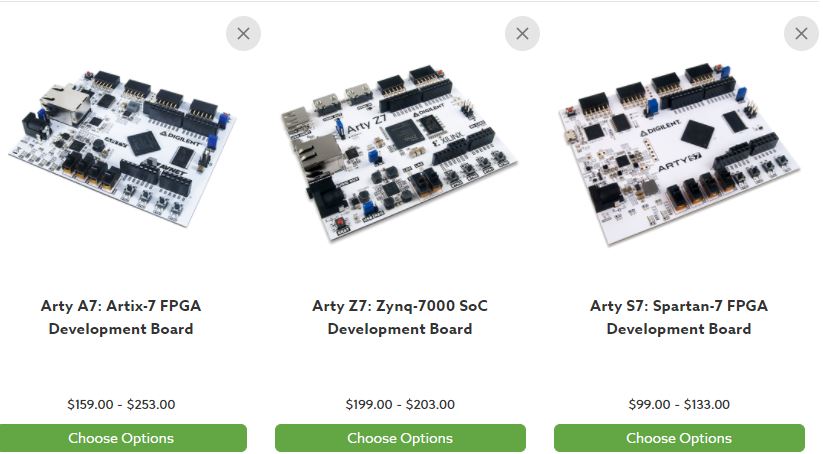 DIGILENT
Arty Z7
XILINX
DIGILENT
ARTY S7
Arty A7: Artix-7 FPGA
Development Board
Arty Z7: Zynq-7000 SoC
Development Board
Arty S7: Spartan-7 FPGA
Development Board
$159.00 - $253.00
$199.00 - $203.00
$99.00 - $133.00
Choose Options
Choose Options
Choose Options